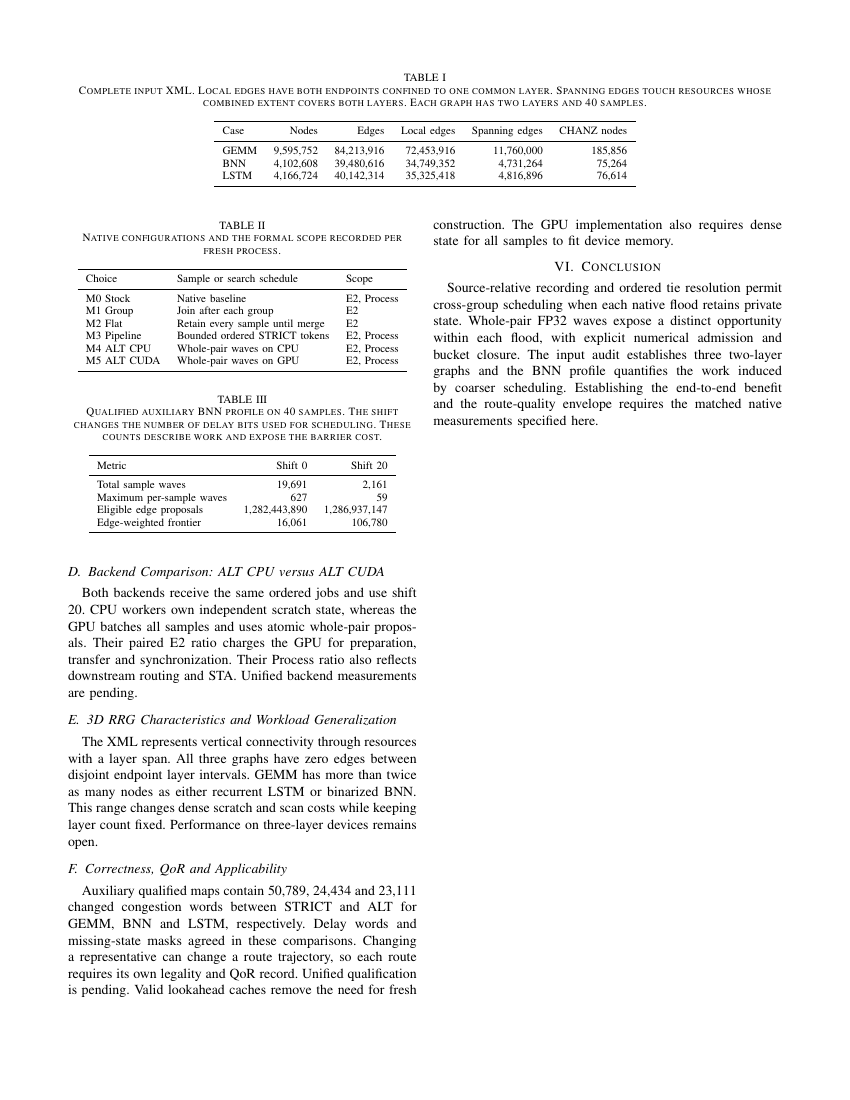 TABLE I
COMPLETE INPUT XML. LOCAL EDGES HAVE BOTH ENDPOINTS CONFINED TO ONE COMMON LAYER. SPANNING EDGES TOUCH RESOURCES WHOSE
COMBINED EXTENT COVERS BOTH LAYERS. EACH GRAPH HAS TWO LAYERS AND 40 SAMPLES.
Case Nodes Edges Local edges Spanning edges CHANZ nodes
GEMM 9,595,752 84,213,916 72,453,916 11,760,000 185,856
BNN 4,102,608 39,480,616 34,749,352 4,731,264 75,264
LSTM 4,166,724 40,142,314 35,325,418 4,816,896 76,614
TABLE II
NATIVE CONFIGURATIONS AND THE FORMAL SCOPE RECORDED PER
FRESH PROCESS.
Choice Sample or search schedule Scope
M0 Stock Native baseline E2, Process
M1 Group Join after each group E2
M2 Flat Retain every sample until merge E2
M3 Pipeline Bounded ordered STRICT tokens E2, Process
M4 ALT CPU Whole-pair waves on CPU E2, Process
M5 ALT CUDA Whole-pair waves on GPU E2, Process
TABLE III
QUALIFIED AUXILIARY BNN PROFILE ON 40 SAMPLES. THE SHIFT
CHANGES THE NUMBER OF DELAY BITS USED FOR SCHEDULING. THESE
COUNTS DESCRIBE WORK AND EXPOSE THE BARRIER COST.
Metric Shift 0 Shift 20
Total sample waves 19,691 2,161
Maximum per-sample waves 627 59
Eligible edge proposals 1,282,443,890 1,286,937,147
Edge-weighted frontier 16,061 106,780
D. Backend Comparison: ALT CPU versus ALT CUDA
Both backends receive the same ordered jobs and use shift
20. CPU workers own independent scratch state, whereas the
GPU batches all samples and uses atomic whole-pair propos-
als. Their paired E2 ratio charges the GPU for preparation,
transfer and synchronization. Their Process ratio also reflects
downstream routing and STA. Unified backend measurements
are pending.
E. 3D RRG Characteristics and Workload Generalization
The XML represents vertical connectivity through resources
with a layer span. All three graphs have zero edges between
disjoint endpoint layer intervals. GEMM has more than twice
as many nodes as either recurrent LSTM or binarized BNN.
This range changes dense scratch and scan costs while keeping
layer count fixed. Performance on three-layer devices remains
open.
F. Correctness, QoR and Applicability
Auxiliary qualified maps contain 50,789, 24,434 and 23,111
changed congestion words between STRICT and ALT for
GEMM, BNN and LSTM, respectively. Delay words and
missing-state masks agreed in these comparisons. Changing
a representative can change a route trajectory, so each route
requires its own legality and QoR record. Unified qualification
is pending. Valid lookahead caches remove the need for fresh
construction. The GPU implementation also requires dense
state for all samples to fit device memory.
VI. CONCLUSION
Source-relative recording and ordered tie resolution permit
cross-group scheduling when each native flood retains private
state. Whole-pair FP32 waves expose a distinct opportunity
within each flood, with explicit numerical admission and
bucket closure. The input audit establishes three two-layer
graphs and the BNN profile quantifies the work induced
by coarser scheduling. Establishing the end-to-end benefit
and the route-quality envelope requires the matched native
measurements specified here.